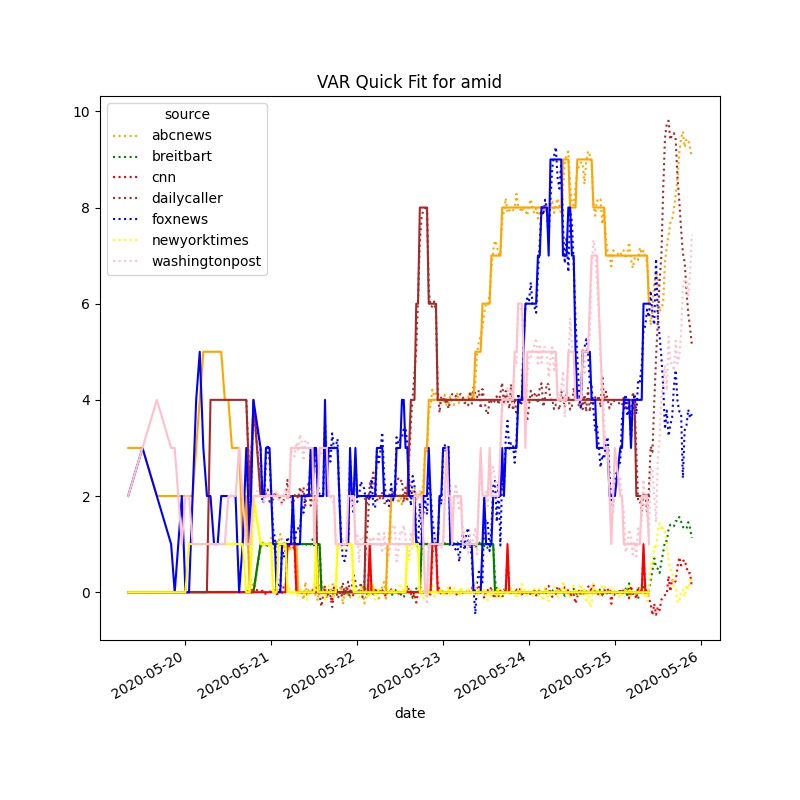 VAR Quick Fit for amid
source
abcnews
breitbart
cnn
dailycaller
foxnews
newyorktimes
washingtonpost
10
8
6
4
2
0
2020-05-20
2020-05-21
2020-05-22
2020-05-23
2020-05-24
2020-05-25
2020-05-26
date